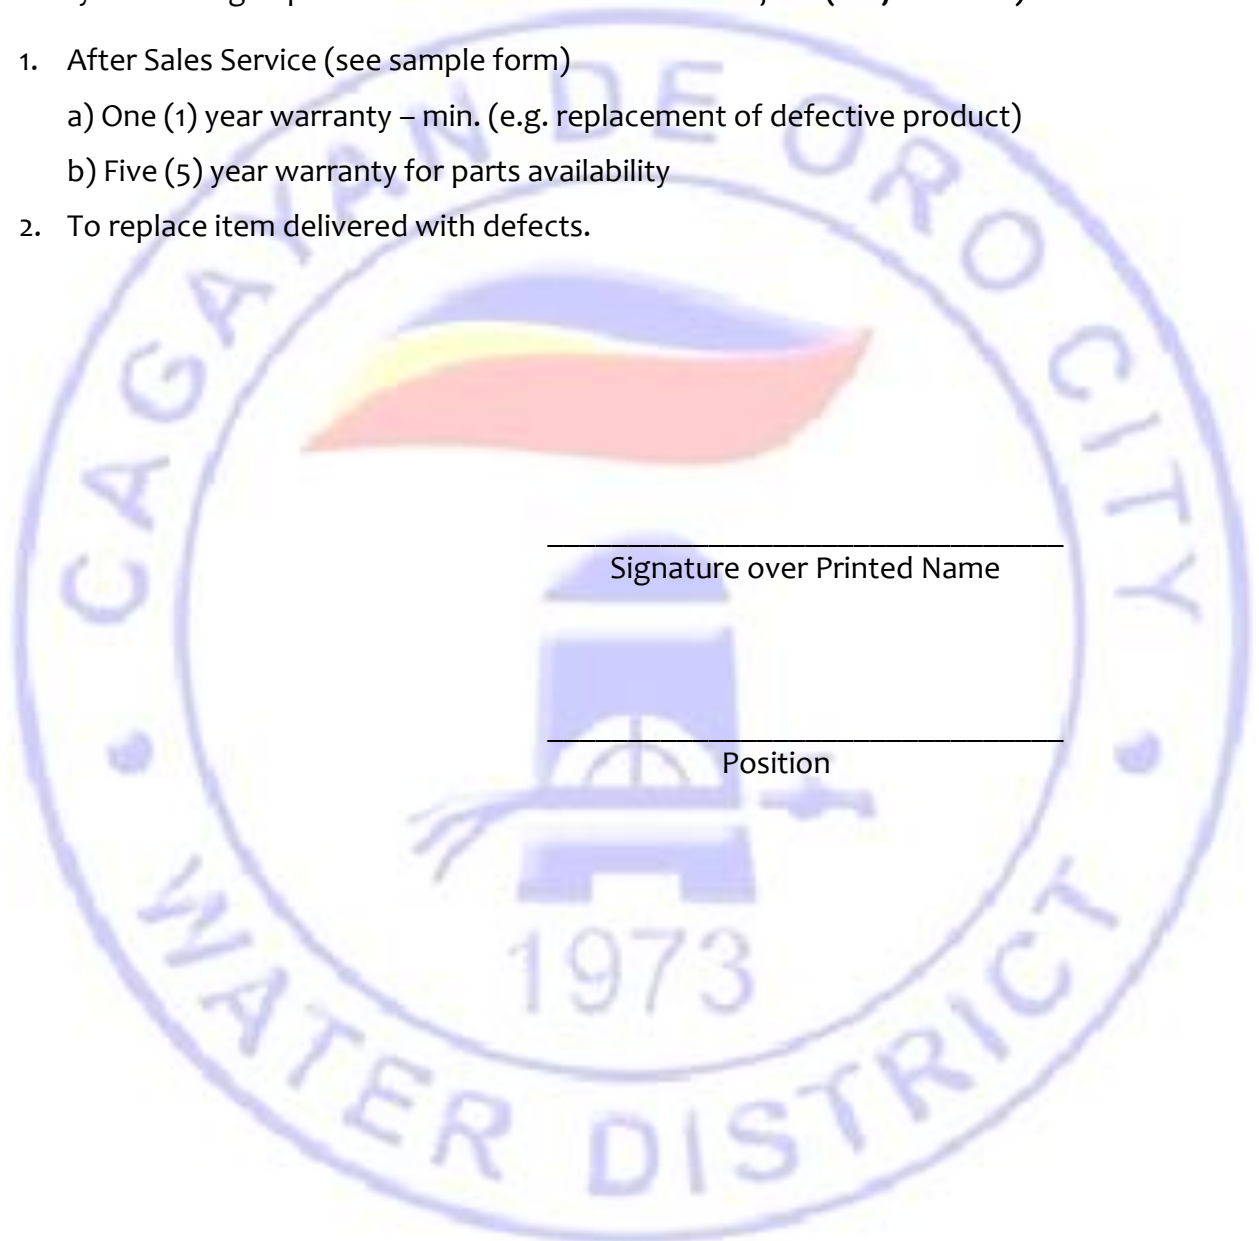 1. After Sales Service (see sample form)
a) One (1) year warranty – min. (e.g. replacement of defective product)
b) Five (5) year warranty for parts availability
2. To replace item delivered with defects.
CAGAYAN DE ORO CITY
Signature over Printed Name
Position
1973
WATER DISTRICT